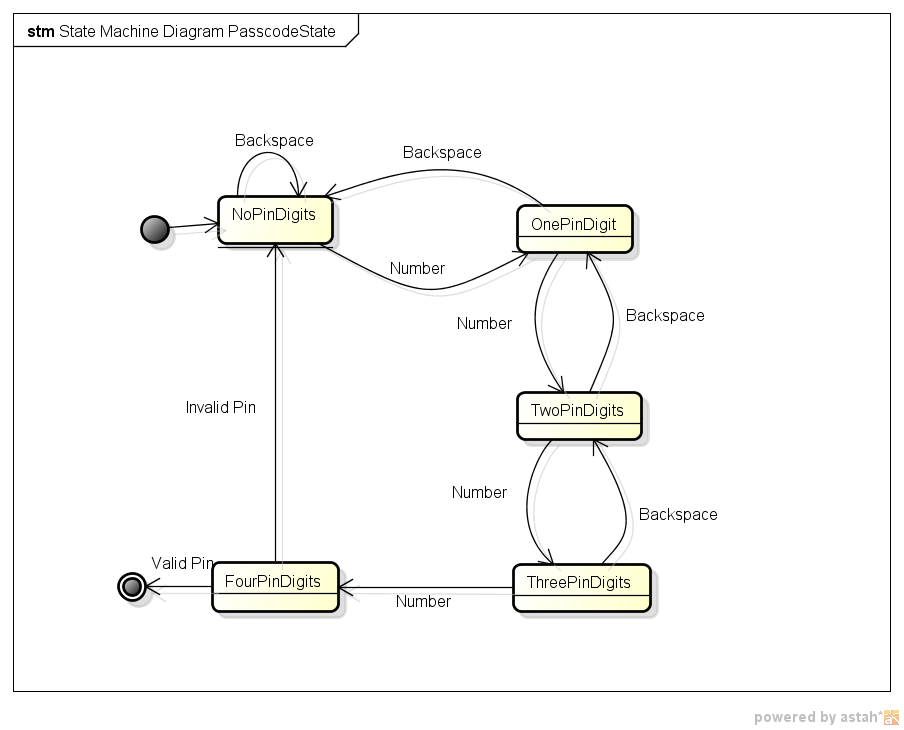 stm State Machine Diagram PasscodeState
Backspace
Backspace
NoPinDigits
OnePinDigit
Number
Number
Backspace
Invalid Pin
TwoPinDigits
Number
Backspace
Valid Pin
FourPinDigits
ThreePinDigits
Number
powered by astah*